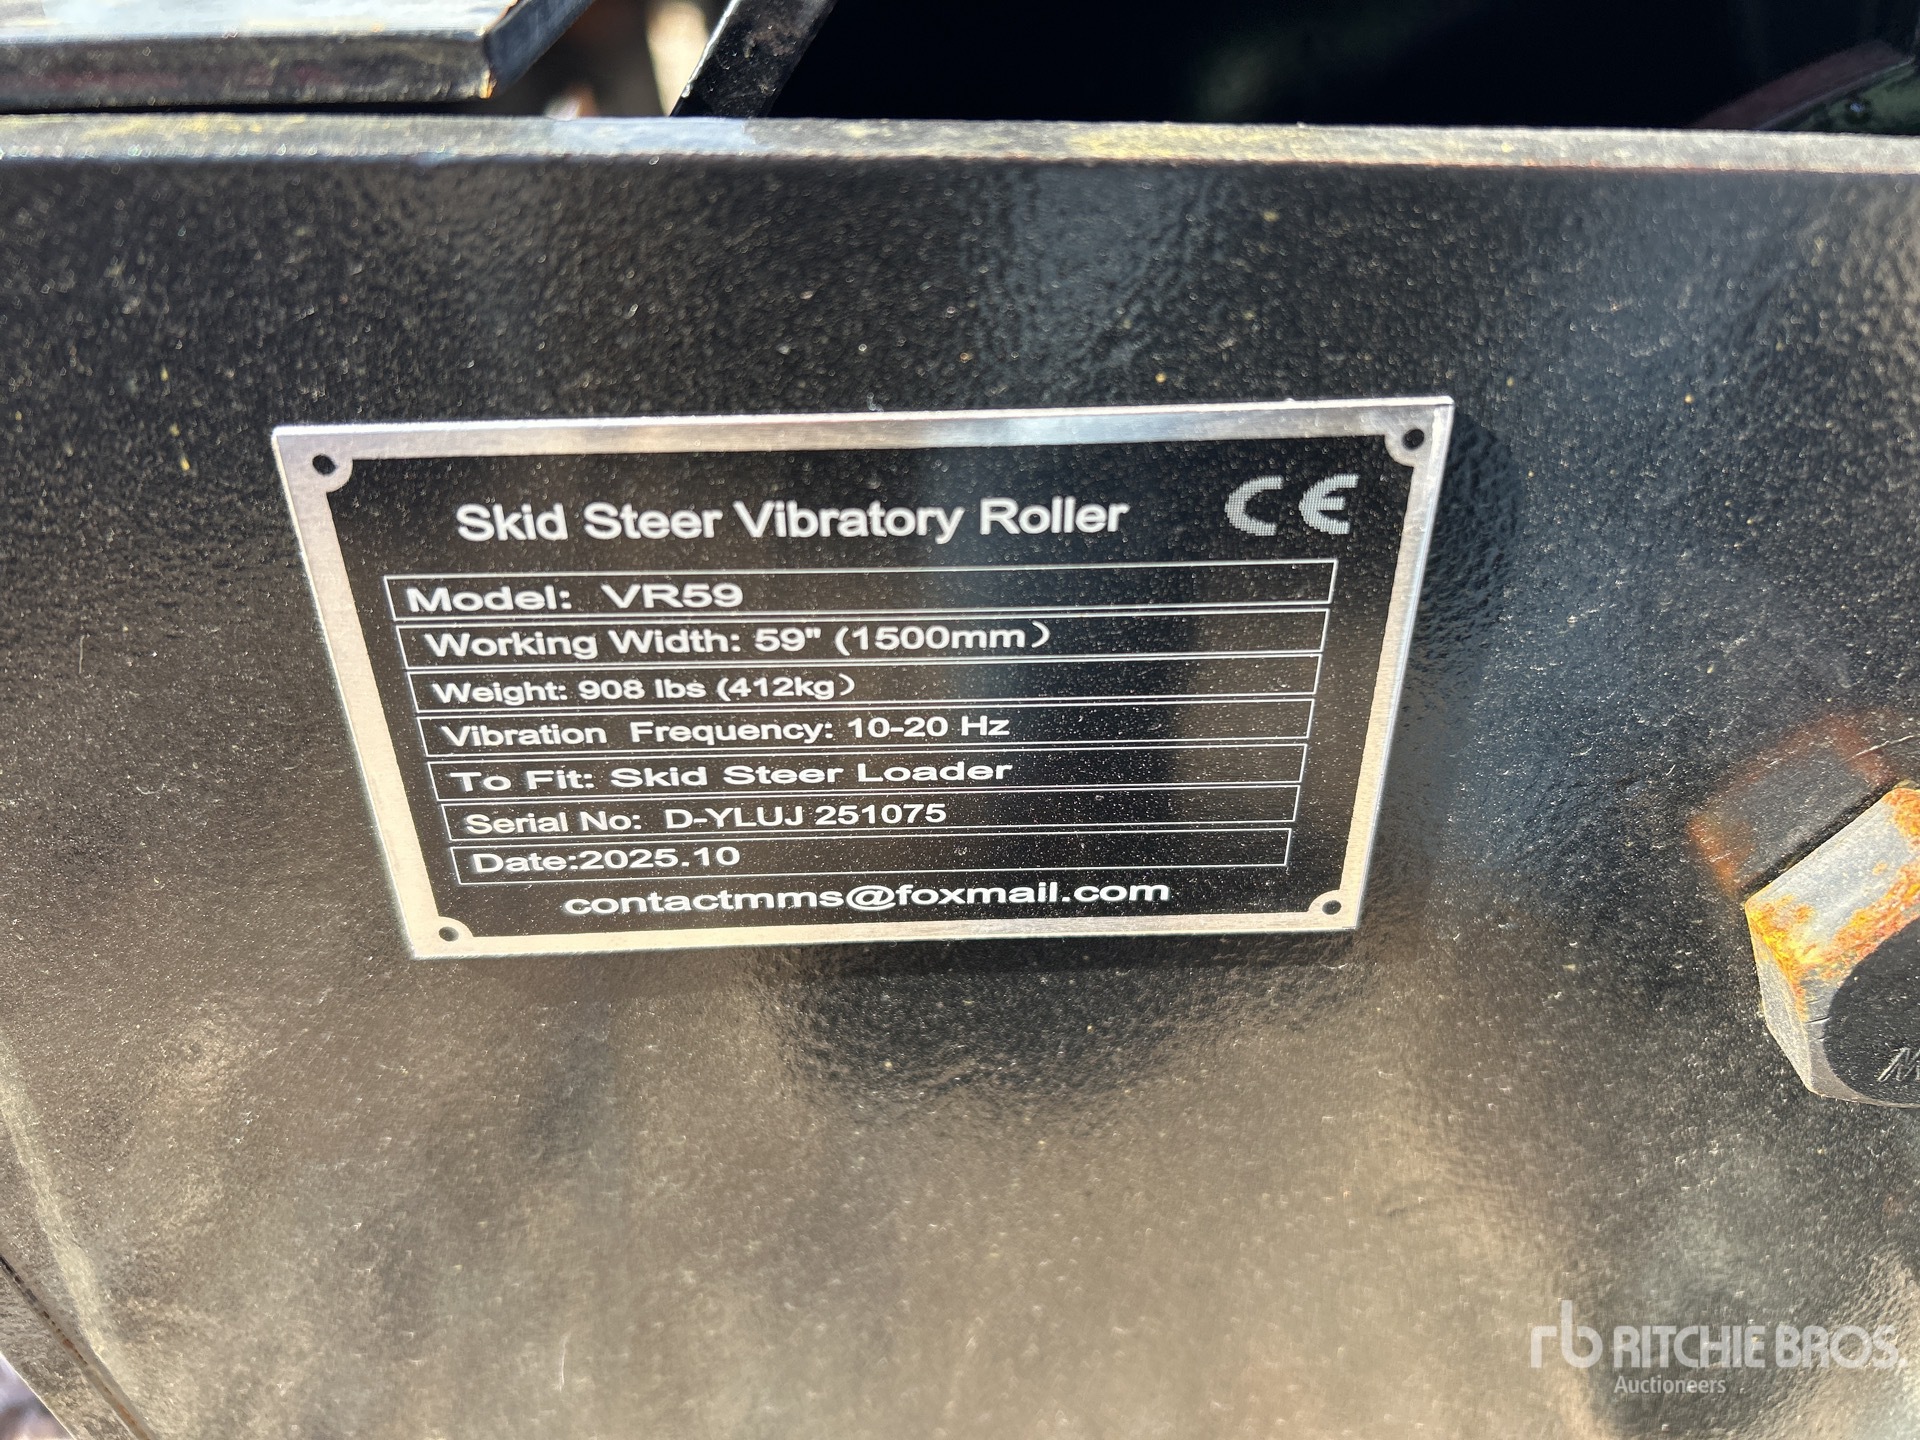 Skid Steer Vibratory Roller CE
Model: VR59
Working Width: 59" (1500mm)
Weight: 908 lbs (412kg)
Vibration Frequency: 10-20 Hz
To Fit: Skid Steer Loader
Serial No: D-YLUJ 251075
Date:2025.10
contactmms@foxmail.com
rb RITCHIE BROS.
Auctioneers